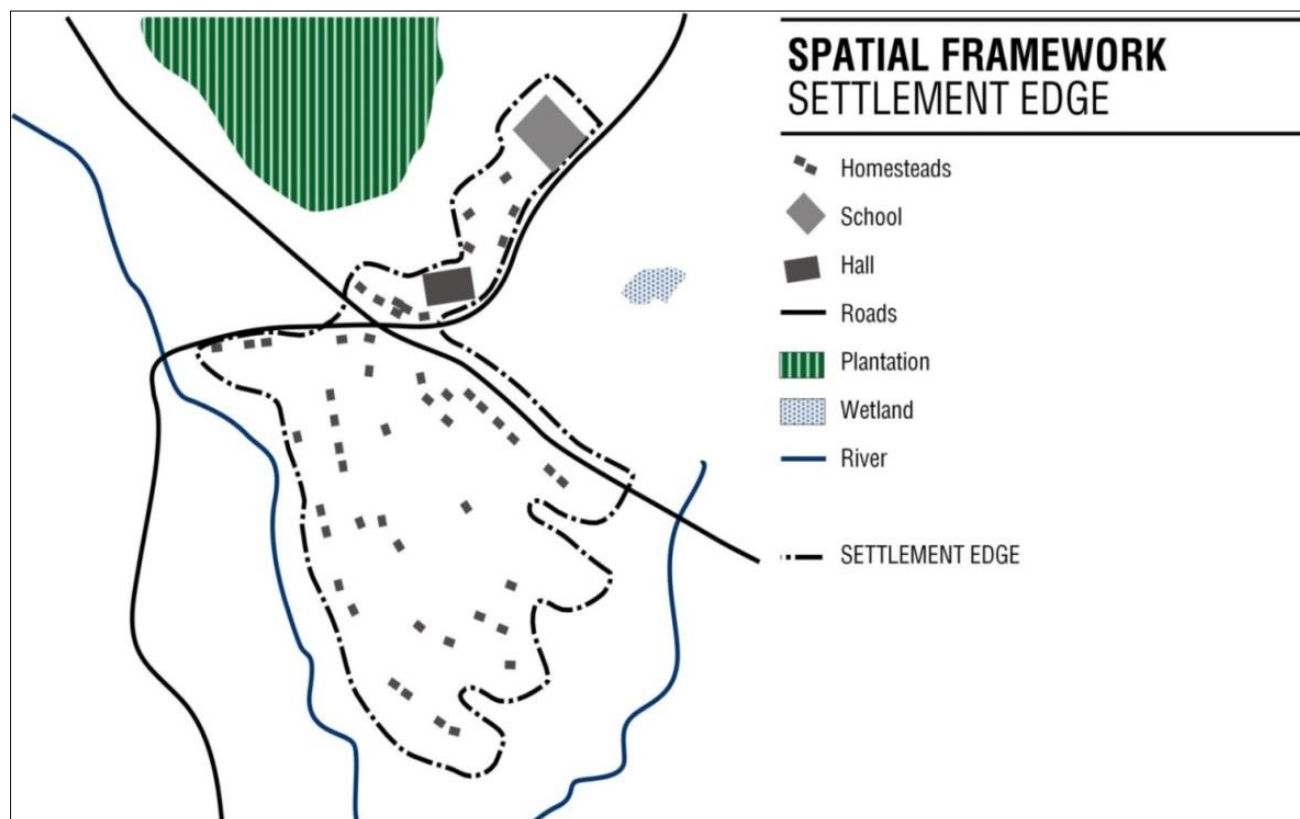 SPATIAL FRAMEWORK
SETTLEMENT EDGE
Homesteads
School
Hall
Roads
Plantation
Wetland
River
SETTLEMENT EDGE